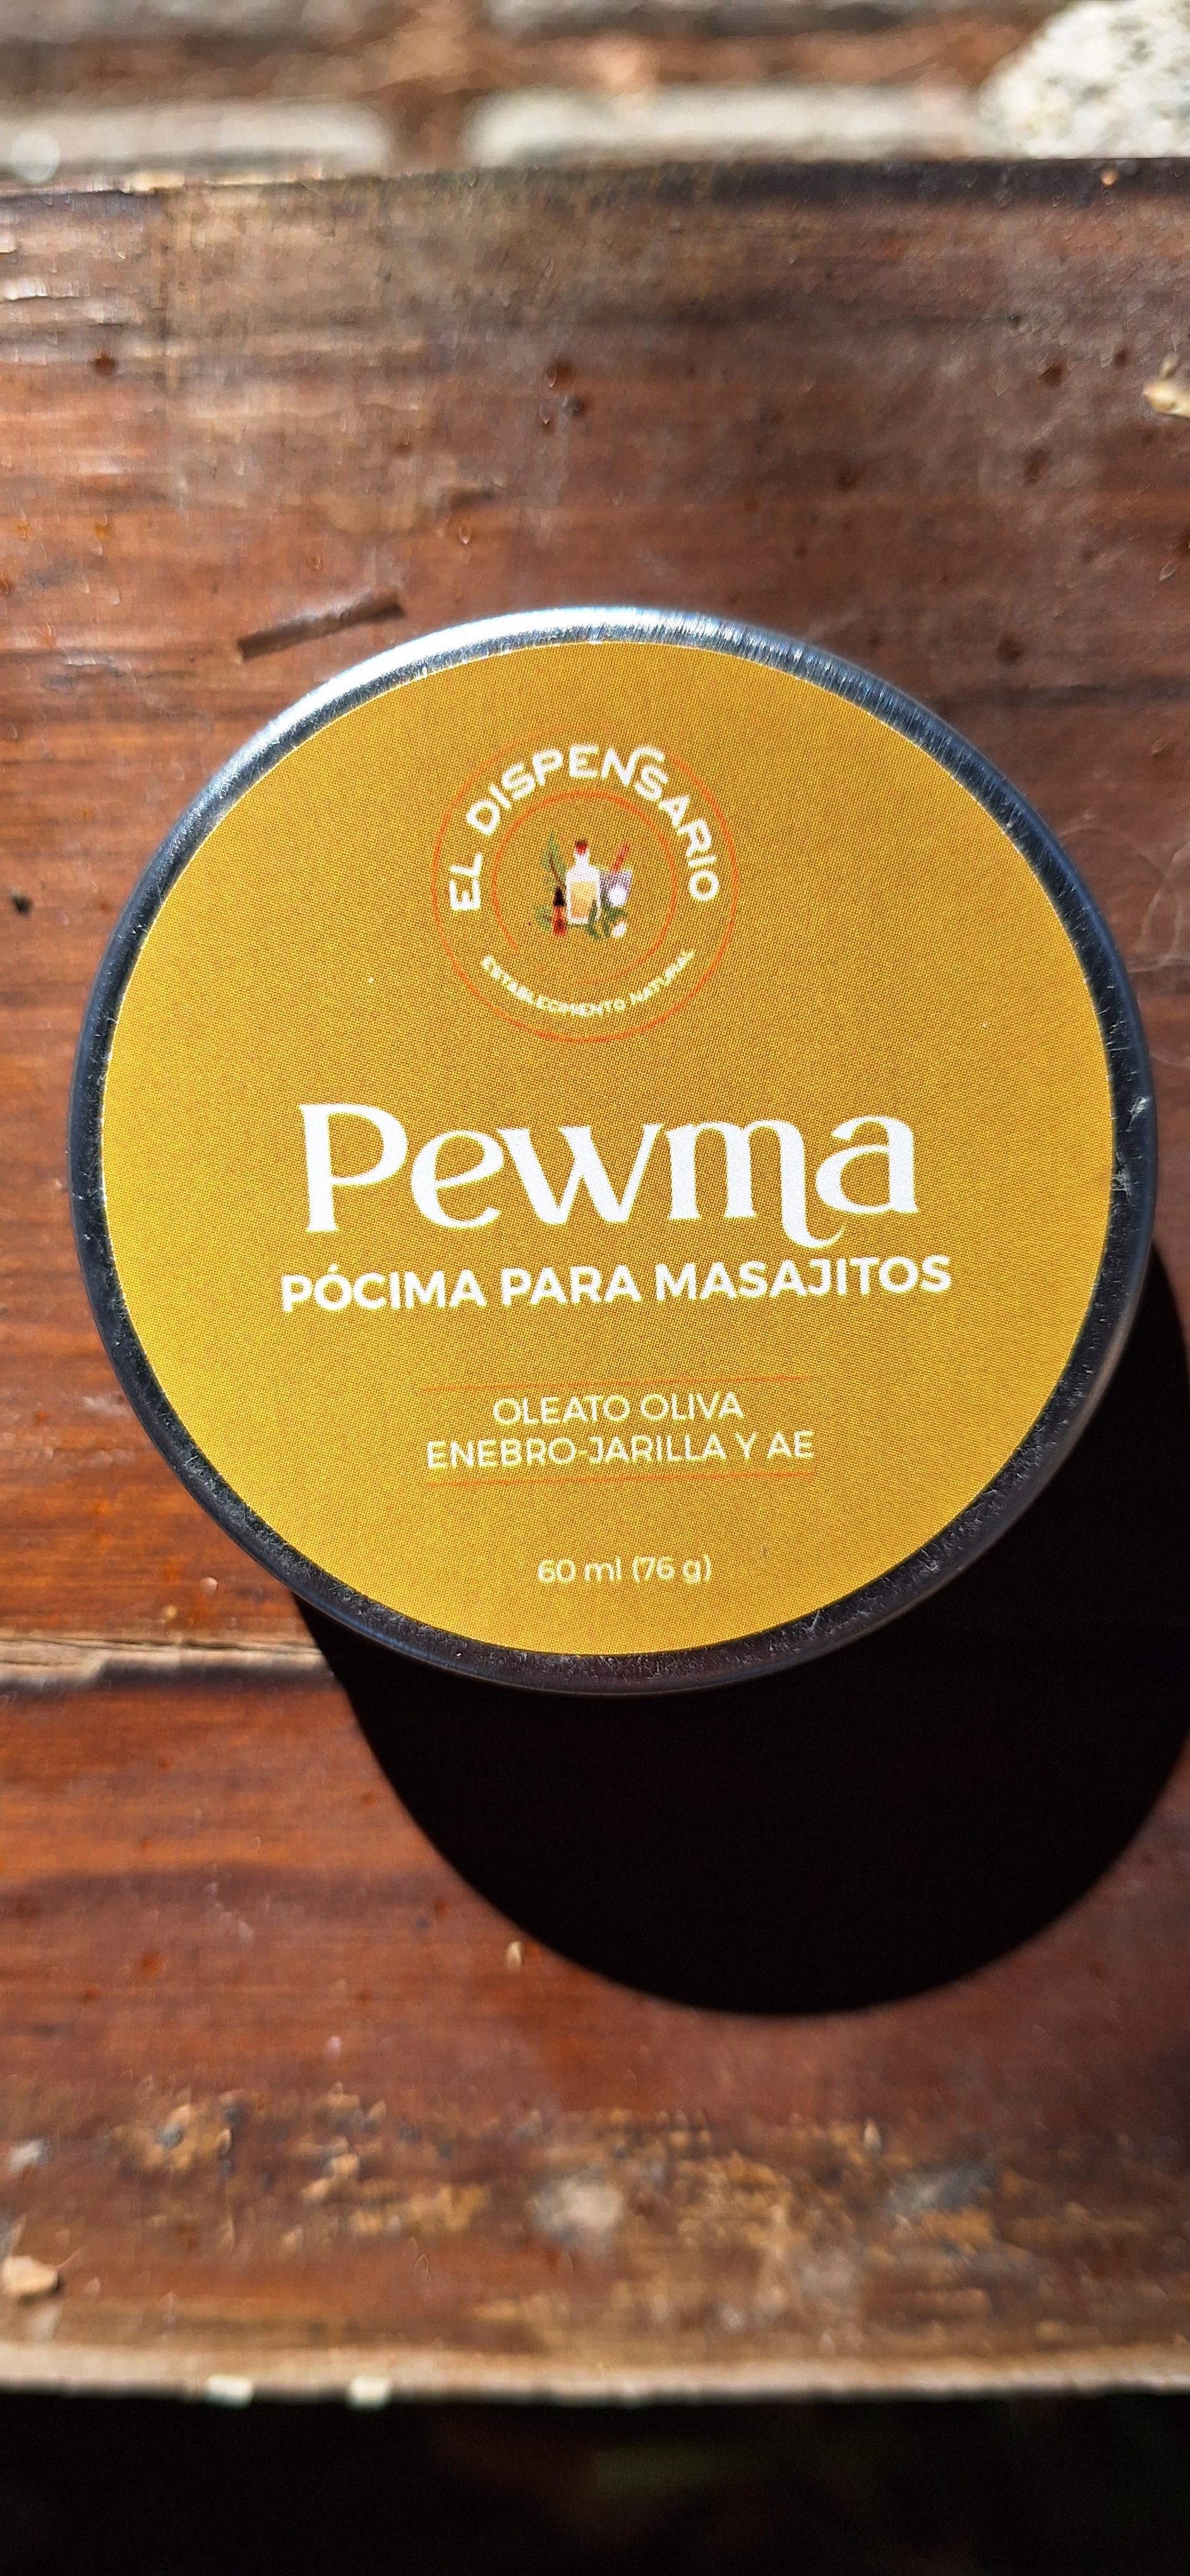 EL DISPENSARIO
ESTABLECIMIENTO NATURAL
Pewma
PÓCIMA PARA MASAJITOS
OLEATO OLIVA
ENEBRO-JARILLA Y AE
60 ml (76 g)